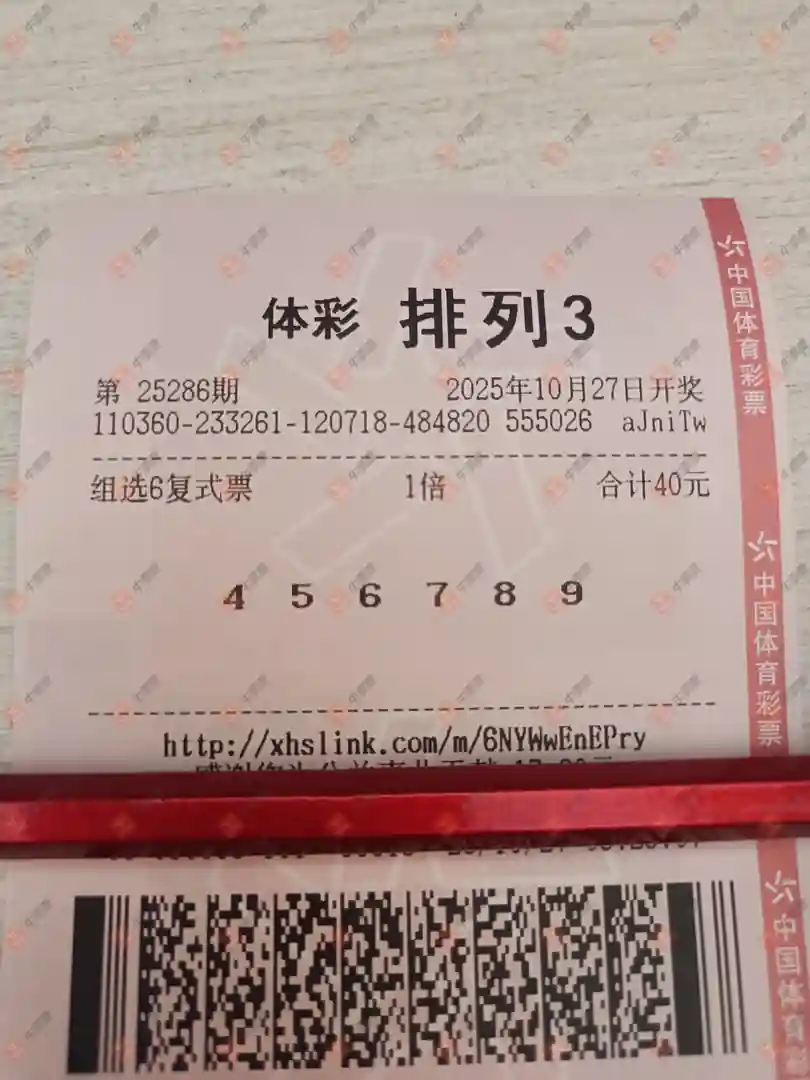 体彩 排列3
第 25286期 2025年10月27日开奖
110360-233261-120718-484820 555026 aJniTw
组选6复式票 1倍 合计40元
4 5 6 7 8 9
http://xhslink.com/m/6NYWwEnEPry
中国体育彩票
中国体育彩票
中国体育